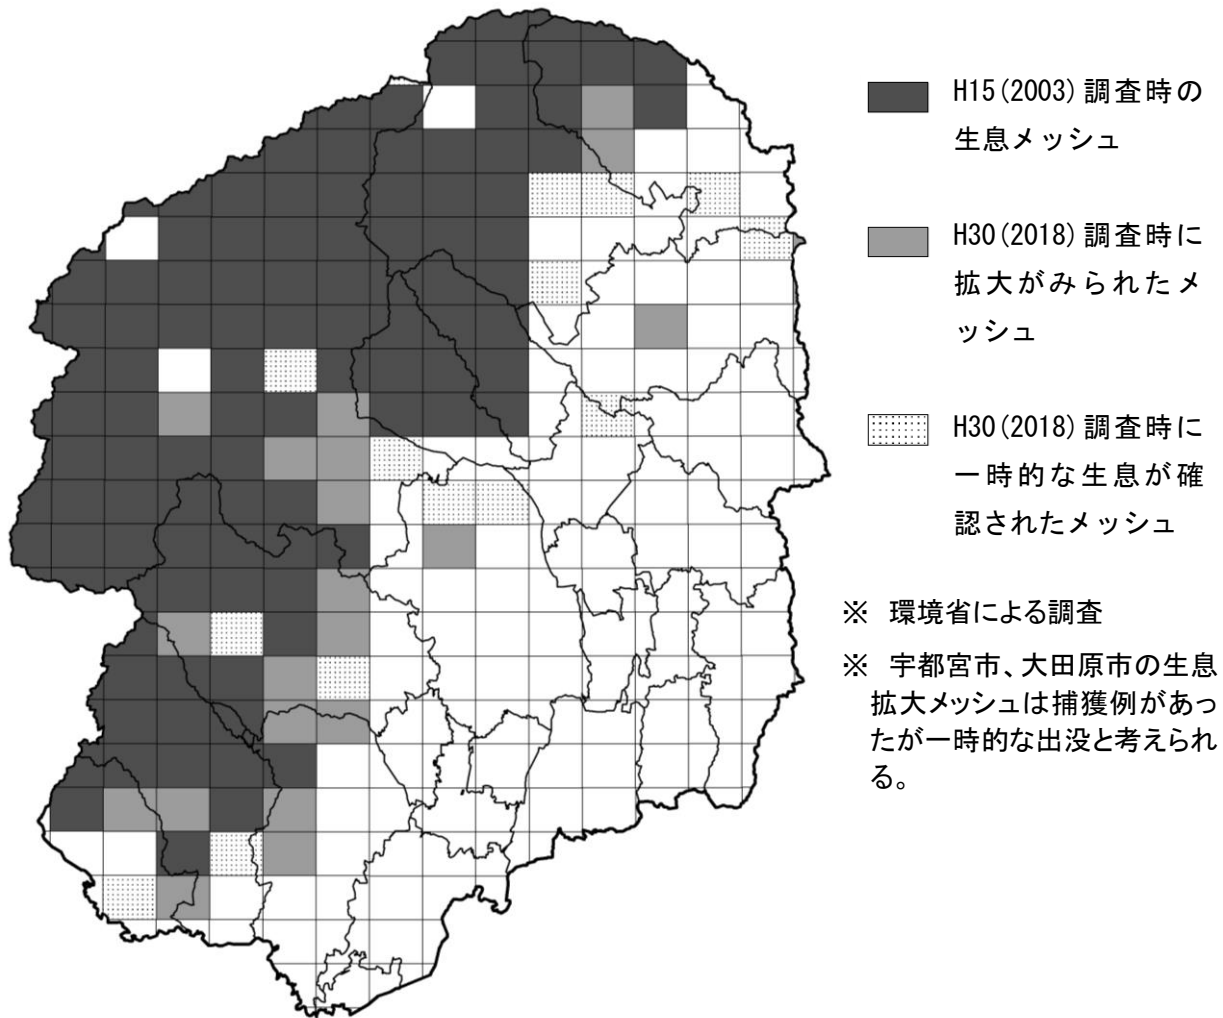 H15(2003)調査時の
生息メッシュ
H30(2018)調査時に
拡大がみられたメ
ッシュ
H30(2018)調査時に
一時的な生息が確
認されたメッシュ
※ 環境省による調査
※ 宇都宮市、大田原市の生息
拡大メッシュは捕獲例があっ
たが一時的な出没と考えられ
る。